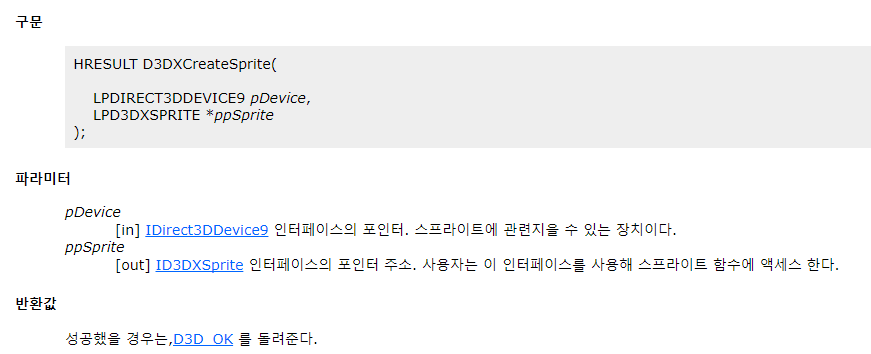 구문
HRESULT D3DXCreateSprite(
LPDIRECT3DDEVICE9 pDevice,
LPD3DXSPRITE *ppSprite
);
파라미터
pDevice
[in] IDirect3DDevice9 인터페이스의 포인터. 스프라이트에 관련지을 수 있는 장치이다.
ppSprite
[out] ID3DXSprite 인터페이스의 포인터 주소. 사용자는 이 인터페이스를 사용해 스프라이트 함수에 액세스 한다.
반환값
성공했을 경우는,D3D_OK 를 돌려준다.